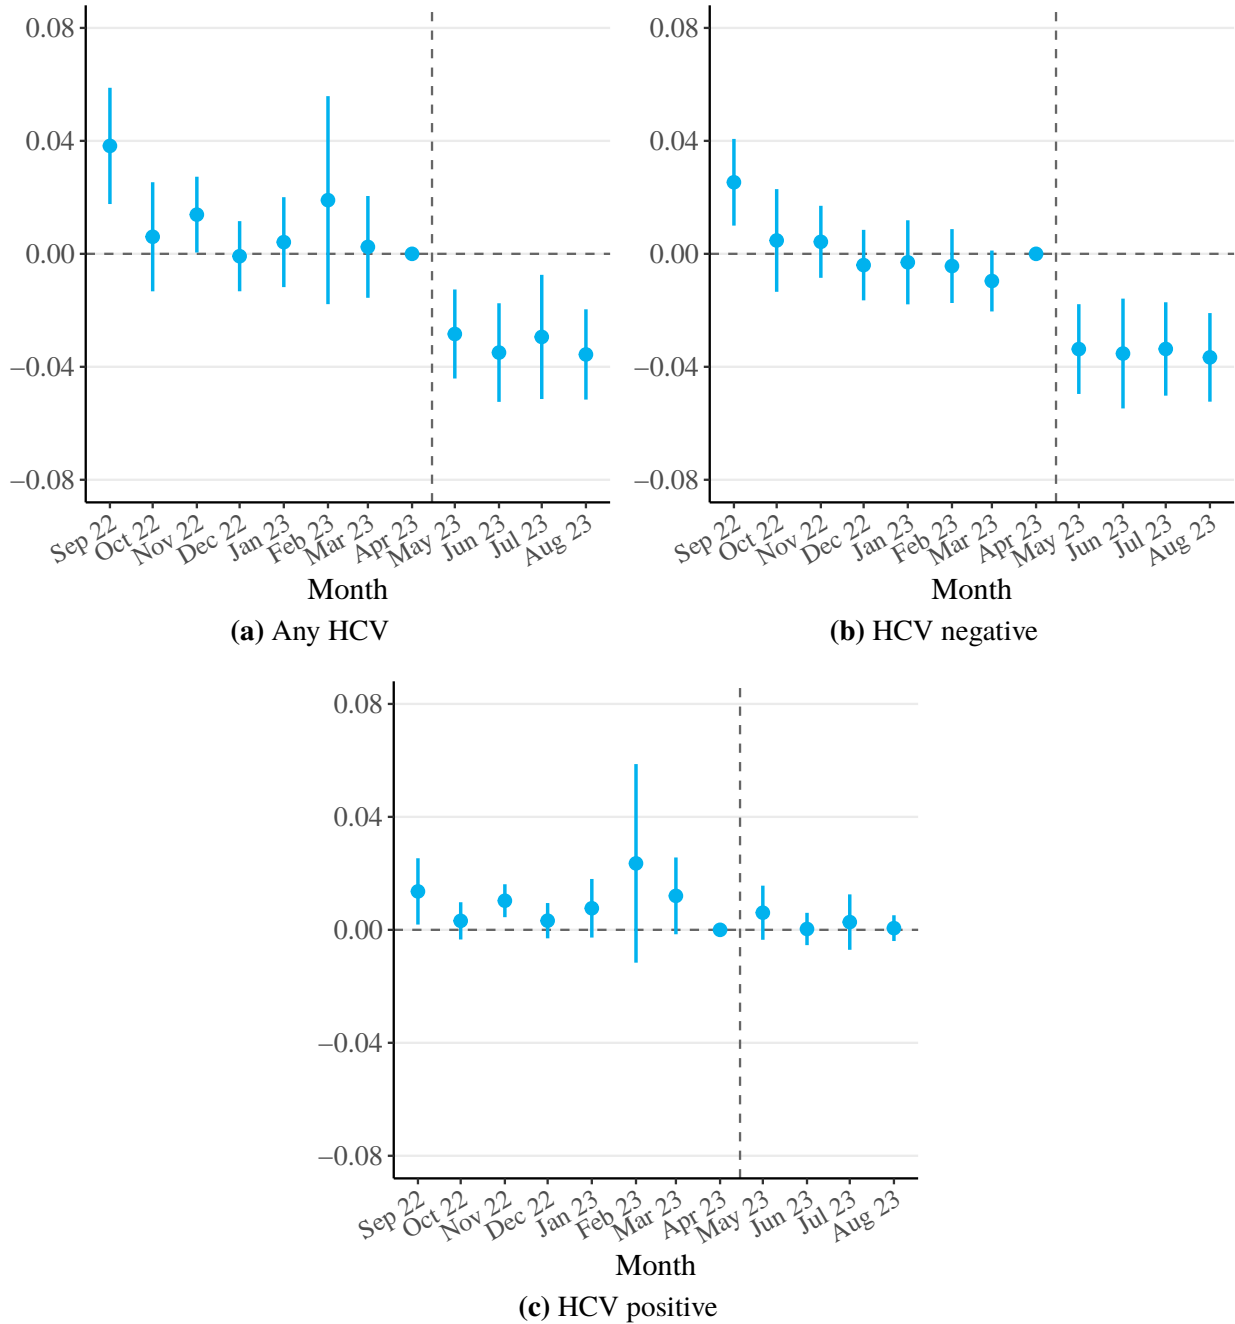 0.08
0.04
0.00
−0.04
−0.08
Sep 22
Oct 22
Nov 22
Dec 22
Jan 23
Feb 23
Mar 23
Apr 23
May 23
Jun 23
Jul 23
Aug 23
Month
(a) Any HCV
0.08
0.04
0.00
−0.04
−0.08
Sep 22
Oct 22
Nov 22
Dec 22
Jan 23
Feb 23
Mar 23
Apr 23
May 23
Jun 23
Jul 23
Aug 23
Month
(b) HCV negative
0.08
0.04
0.00
−0.04
−0.08
Sep 22
Oct 22
Nov 22
Dec 22
Jan 23
Feb 23
Mar 23
Apr 23
May 23
Jun 23
Jul 23
Aug 23
Month
(c) HCV positive